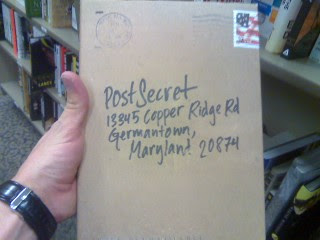 PostSecret
13345 Copper Ridge Rd
Germantown,
Maryland 20874